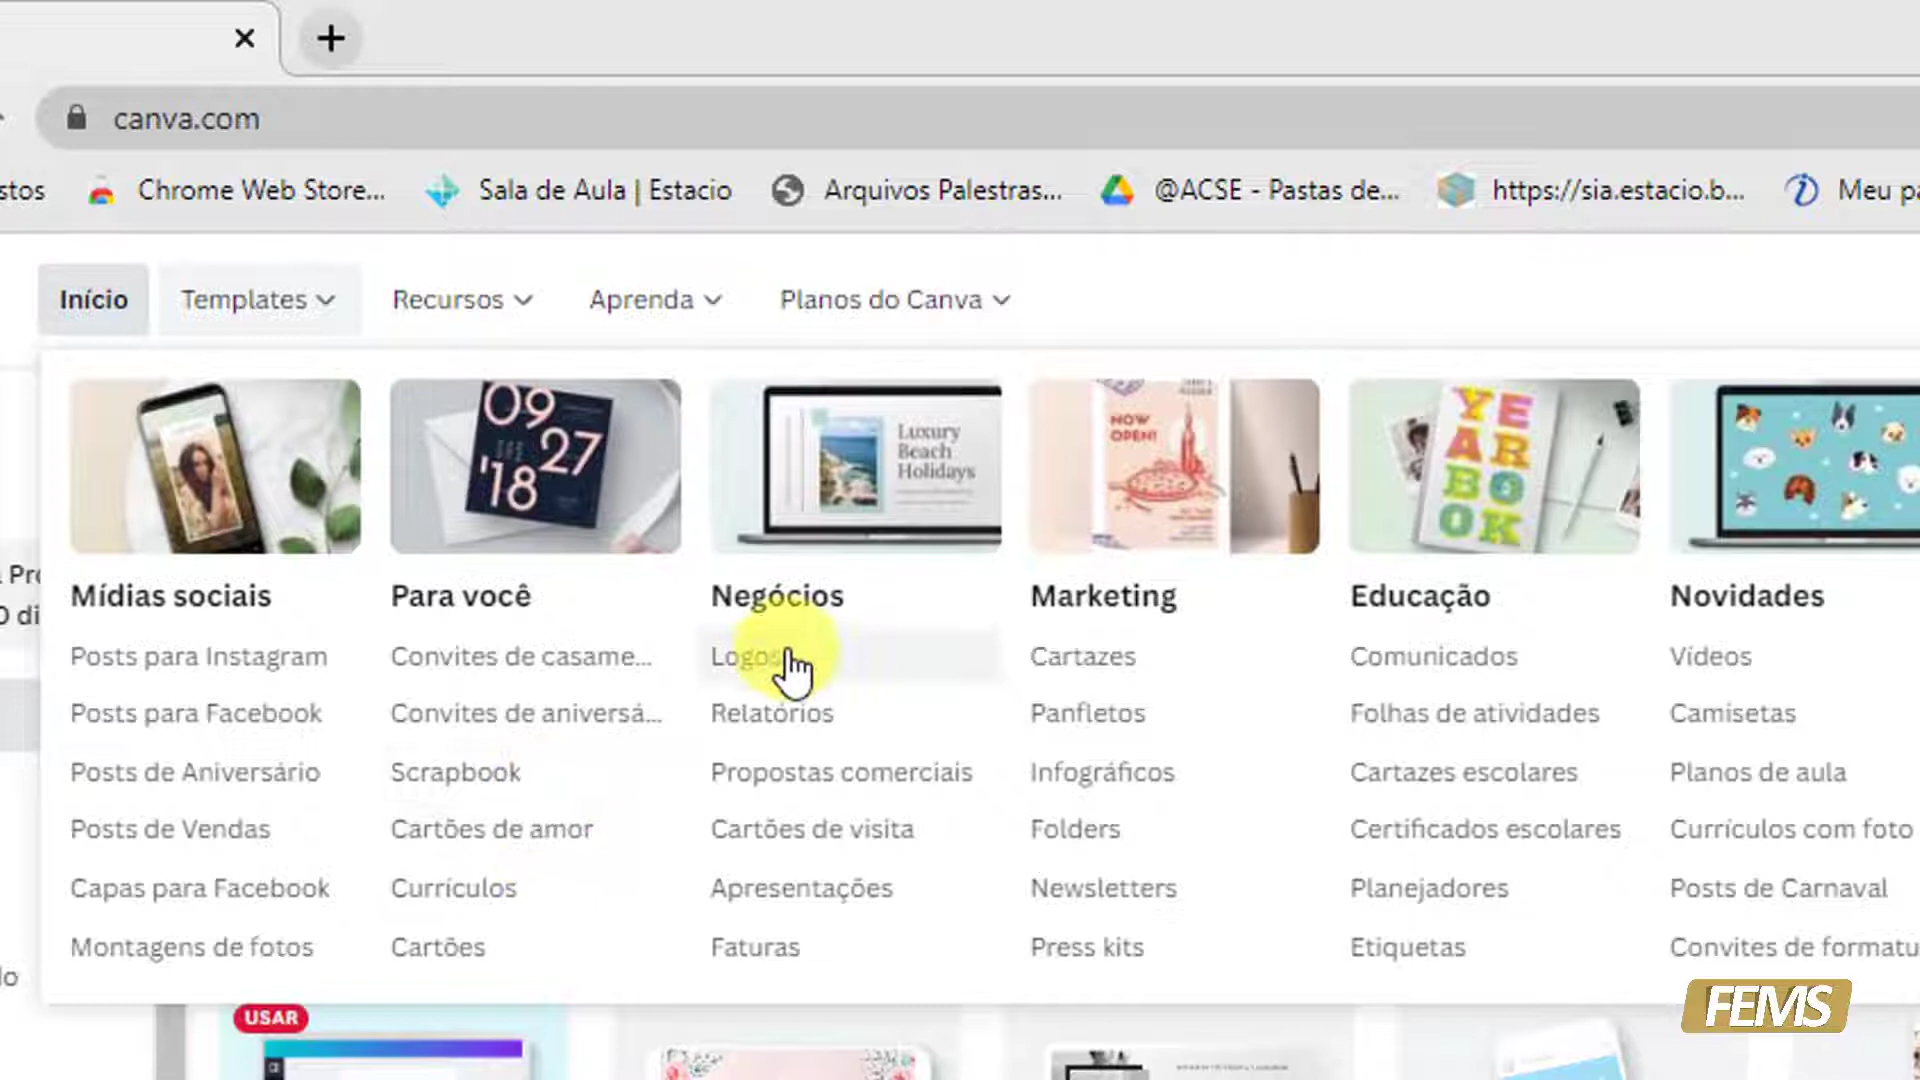 canva.com
stos Chrome Web Store... Sala de Aula | Estacio Arquivos Palestras... @ACSE - Pastas de... https://sia.estacio.b... Meu pa
Início Templates Recursos Aprenda Planos do Canva
09
27
'18
Luxury
Beach
Holidays
NOW
OPEN!
YE
AR
BO
OK
Pro
0 di
Mídias sociais
Posts para Instagram
Posts para Facebook
Posts de Aniversário
Posts de Vendas
Capas para Facebook
Montagens de fotos
Para você
Convites de casame...
Convites de aniversá...
Scrapbook
Cartões de amor
Currículos
Cartões
Negócios
Logos
Relatórios
Propostas comerciais
Cartões de visita
Apresentações
Faturas
Marketing
Cartazes
Panfletos
Infográficos
Folders
Newsletters
Press kits
Educação
Comunicados
Folhas de atividades
Cartazes escolares
Certificados escolares
Planejadores
Etiquetas
Novidades
Vídeos
Camisetas
Planos de aula
Currículos com foto
Posts de Carnaval
Convites de formatu
USAR
FEMS